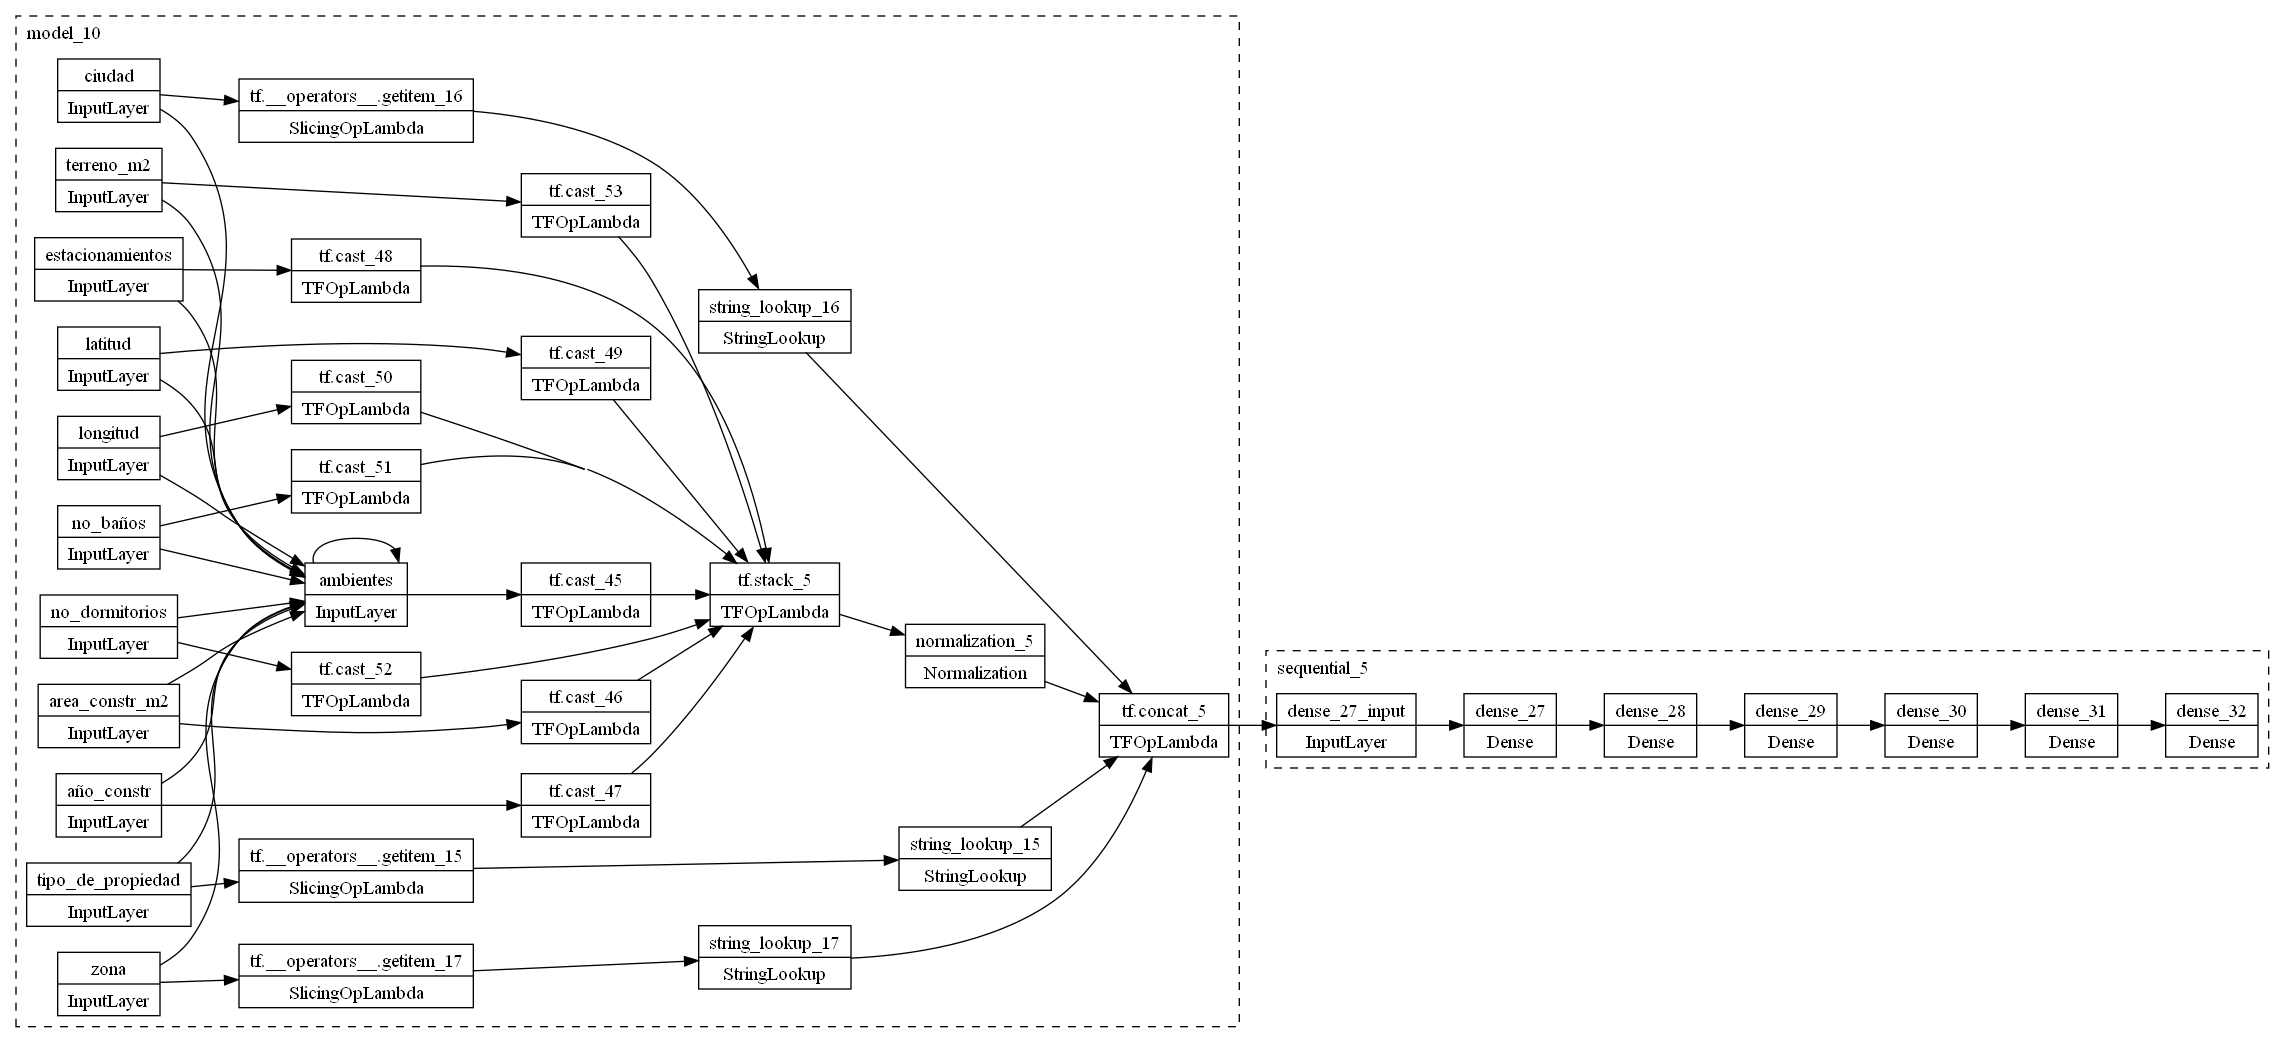 model_10
ciudad
InputLayer
tf.__operators__.getitem_16
SlicingOpLambda
terreno_m2
InputLayer
tf.cast_53
TFOpLambda
estacionamientos
InputLayer
tf.cast_48
TFOpLambda
string_lookup_16
StringLookup
latitud
InputLayer
tf.cast_49
TFOpLambda
tf.cast_50
TFOpLambda
longitud
InputLayer
tf.cast_51
TFOpLambda
no_baños
InputLayer
ambientes
InputLayer
tf.cast_45
TFOpLambda
tf.stack_5
TFOpLambda
no_dormitorios
InputLayer
tf.cast_52
TFOpLambda
normalization_5
Normalization
area_constr_m2
InputLayer
tf.cast_46
TFOpLambda
tf.concat_5
TFOpLambda
sequential_5
dense_27_input
InputLayer
dense_27
Dense
dense_28
Dense
dense_29
Dense
dense_30
Dense
dense_31
Dense
dense_32
Dense
año_constr
InputLayer
tf.cast_47
TFOpLambda
tipo_de_propiedad
InputLayer
tf.__operators__.getitem_15
SlicingOpLambda
string_lookup_15
StringLookup
zona
InputLayer
tf.__operators__.getitem_17
SlicingOpLambda
string_lookup_17
StringLookup